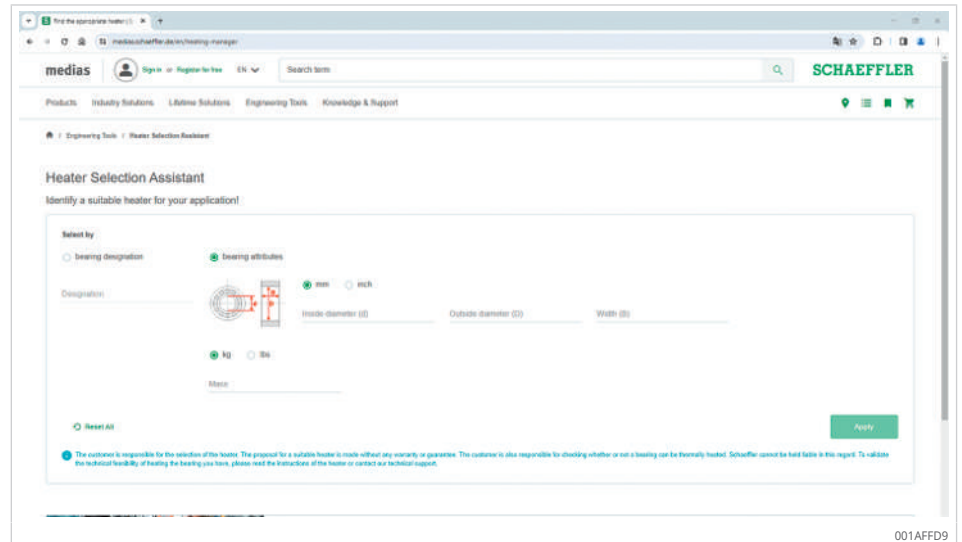 Find the appropriate heater
medias.schaeffler.de/en/heating-manager
medias Sign in or Register for free EN Search term SCHAEFFLER
Products Industry Solutions Lifetime Solutions Engineering Tools Knowledge & Support
/ Engineering Tools / Heater Selection Assistant
Heater Selection Assistant
Identify a suitable heater for your application!
Select by
bearing designation bearing attributes
mm inch
Designation
Inside diameter (d) Outside diameter (D) Width (B)
kg lbs
Mass
Reset All Apply
The customer is responsible for the selection of the heater. The proposal for a suitable heater is made without any warranty or guarantee. The customer is also responsible for checking whether or not a bearing can be thermally heated. Schaeffler cannot be held liable in this regard. To validate
the technical feasibility of heating the bearing you have, please read the instructions of the heater or contact our technical support.
001AFFD9